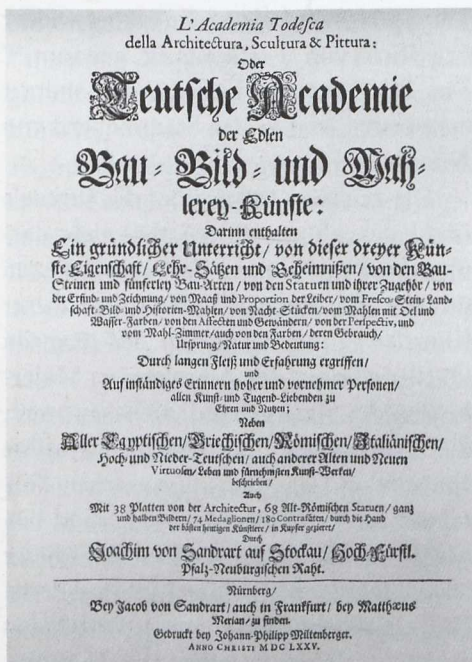 L'Academia Todesca
della Architectura, Scultura & Pittura:
Oder
Teutsche Academie
der Edlen
Bau- Bild- und Mah-
lerey-Künste:
Darinn enthalten
Ein gründlicher Unterricht/ von dieser dreyer Kün-
ste Eigenschaft/ Lehr-Sätzen und Geheimnißen/ von den Bau-
Steinen und fünferley Bau-Arten/ von den Statuen und ihrer Zugehör/ von
der Erfind- und Zeichnung/ von Maaß und Proportion der Leiber/ vom Fresco- Stein- Land-
schaft- Bild- und Historien-Mahlen/ von Nacht-Stücken/ vom Mahlen mit Oel und
Wasser-Farben/ von den Affecten und Gewändern/ von der Perspectiv, und
vom Mahl-Zimmer/ auch von den Farben/ deren Gebrauch/
Ursprung/ Natur und Bedeutung:
Durch langen Fleiß und Erfahrung ergriffen/
und
Auf inständiges Erinnern hoher und vornehmer Personen/
allen Kunst- und Tugend-Liebenden zu
Ehren und Nutzen;
Neben
Aller Egyptischen/ Griechischen/ Römischen/ Italiänischen/
Hoch- und Nieder-Teutschen/ auch anderer Alten und Neuen
Virtuosen/ Leben und fürnehmsten Kunst-Werken/
beschrieben/
Auch
Mit 38 Platten von der Architectur, 68 Alt-Römischen Statuen/ ganz
und halben Bildern/ 74 Medaglionen/ 180 Contrafäten/ durch die Hand
der bästen heutigen Künstlere/ in Kupfer gezieret/
Durch
Joachim von Sandrart auf Stockau/ Hoch-Fürstl.
Pfalz-Neuburgischen Raht.
Nürnberg/
Bey Jacob von Sandrart/ auch in Frankfurt/ bey Matthæus
Merian/ zu finden.
Gedruckt bey Johann-Philipp Miltenberger.
ANNO CHRISTI M DC LXXV.